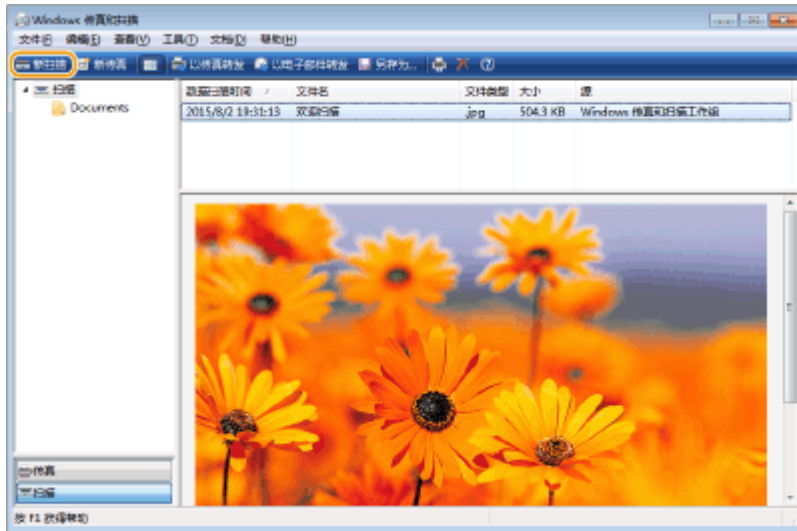 Windows 传真和扫描
文件(F) 编辑(E) 查看(V) 工具(T) 文档(D) 帮助(H)
新扫描 新传真 以传真转发 以电子邮件转发 另存为...
扫描
Documents
数据扫描时间 文件名 文件类型 大小 源
2015/8/2 19:31:13 欢迎扫描 .jpg 504.3 KB Windows 传真和扫描工作组
传真
扫描
按 F1 获得帮助